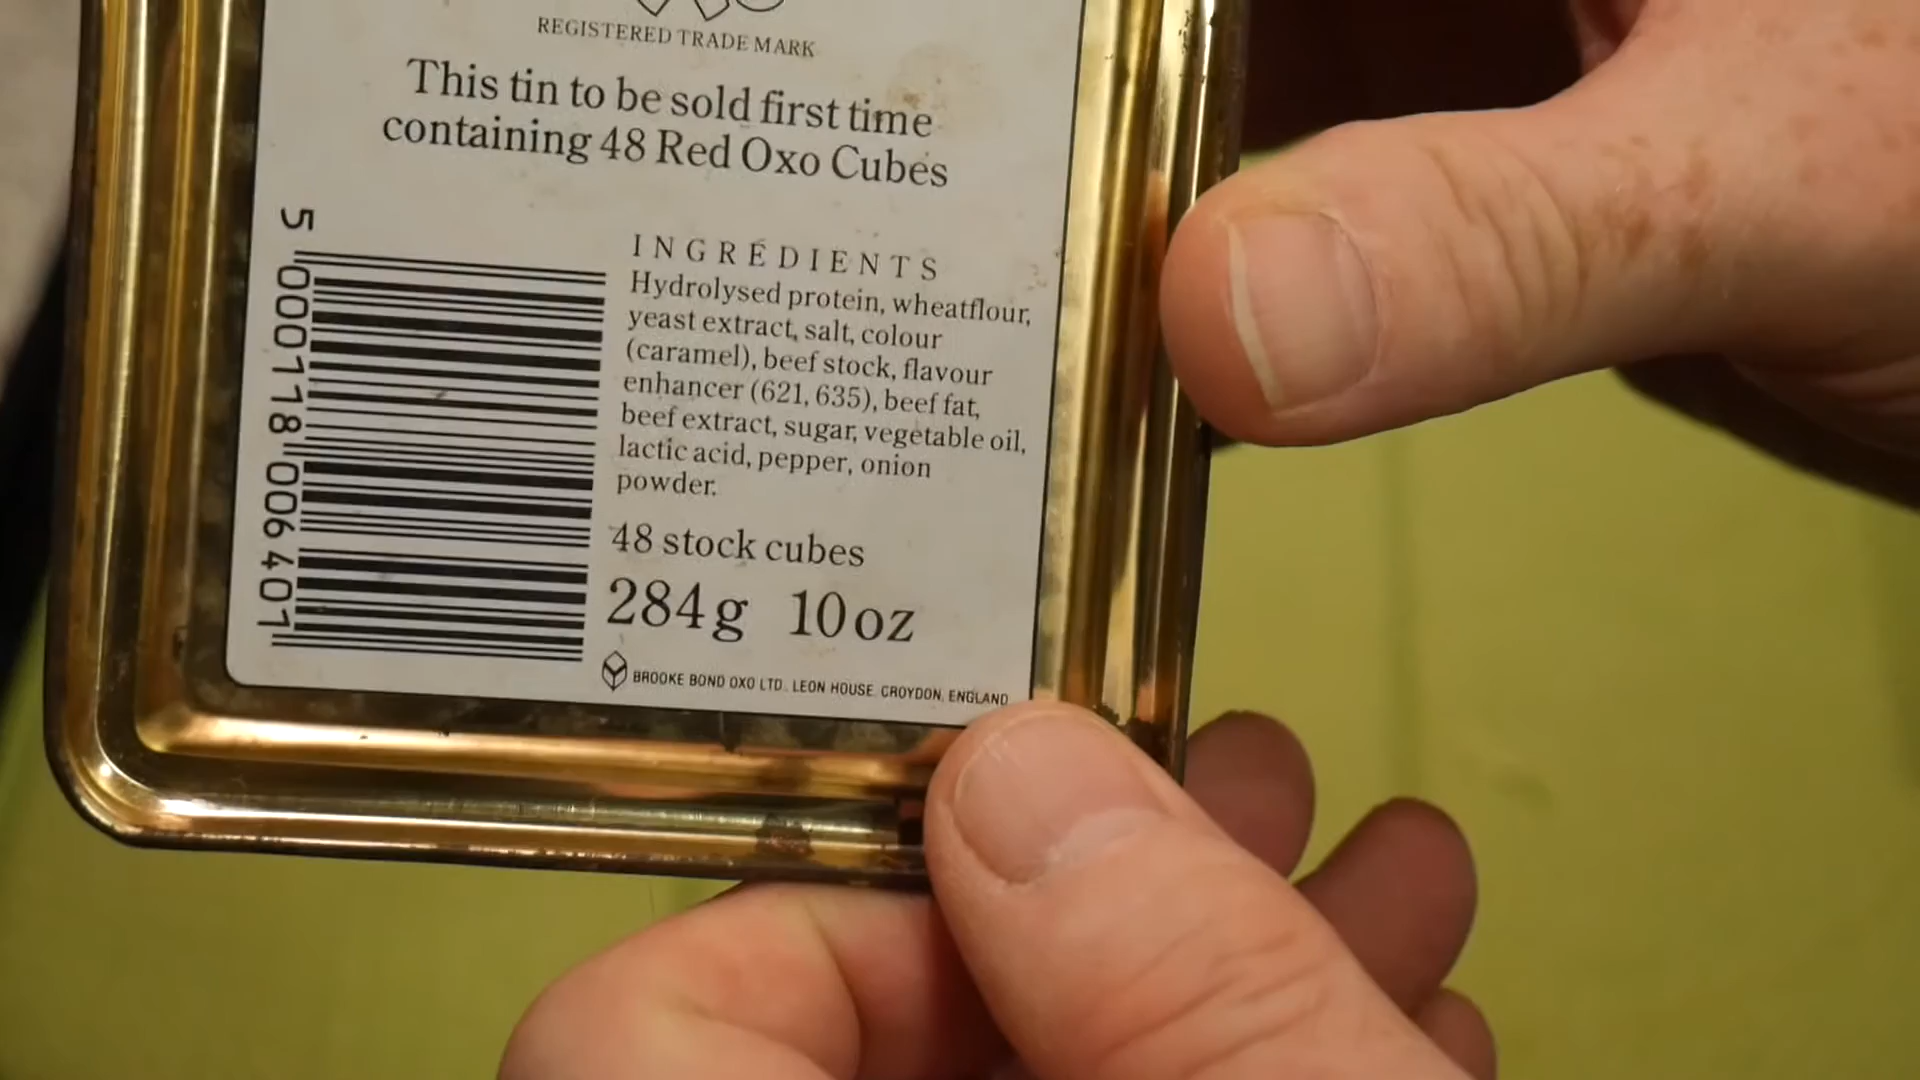 REGISTERED TRADE MARK
This tin to be sold first time
containing 48 Red Oxo Cubes
INGREDIENTS
Hydrolysed protein, wheatflour,
yeast extract, salt, colour
(caramel), beef stock, flavour
enhancer (621, 635), beef fat,
beef extract, sugar, vegetable oil,
lactic acid, pepper, onion
powder.
48 stock cubes
284g 10oz
BROOKE BOND OXO LTD. LEON HOUSE. CROYDON, ENGLAND
5 000118 006401